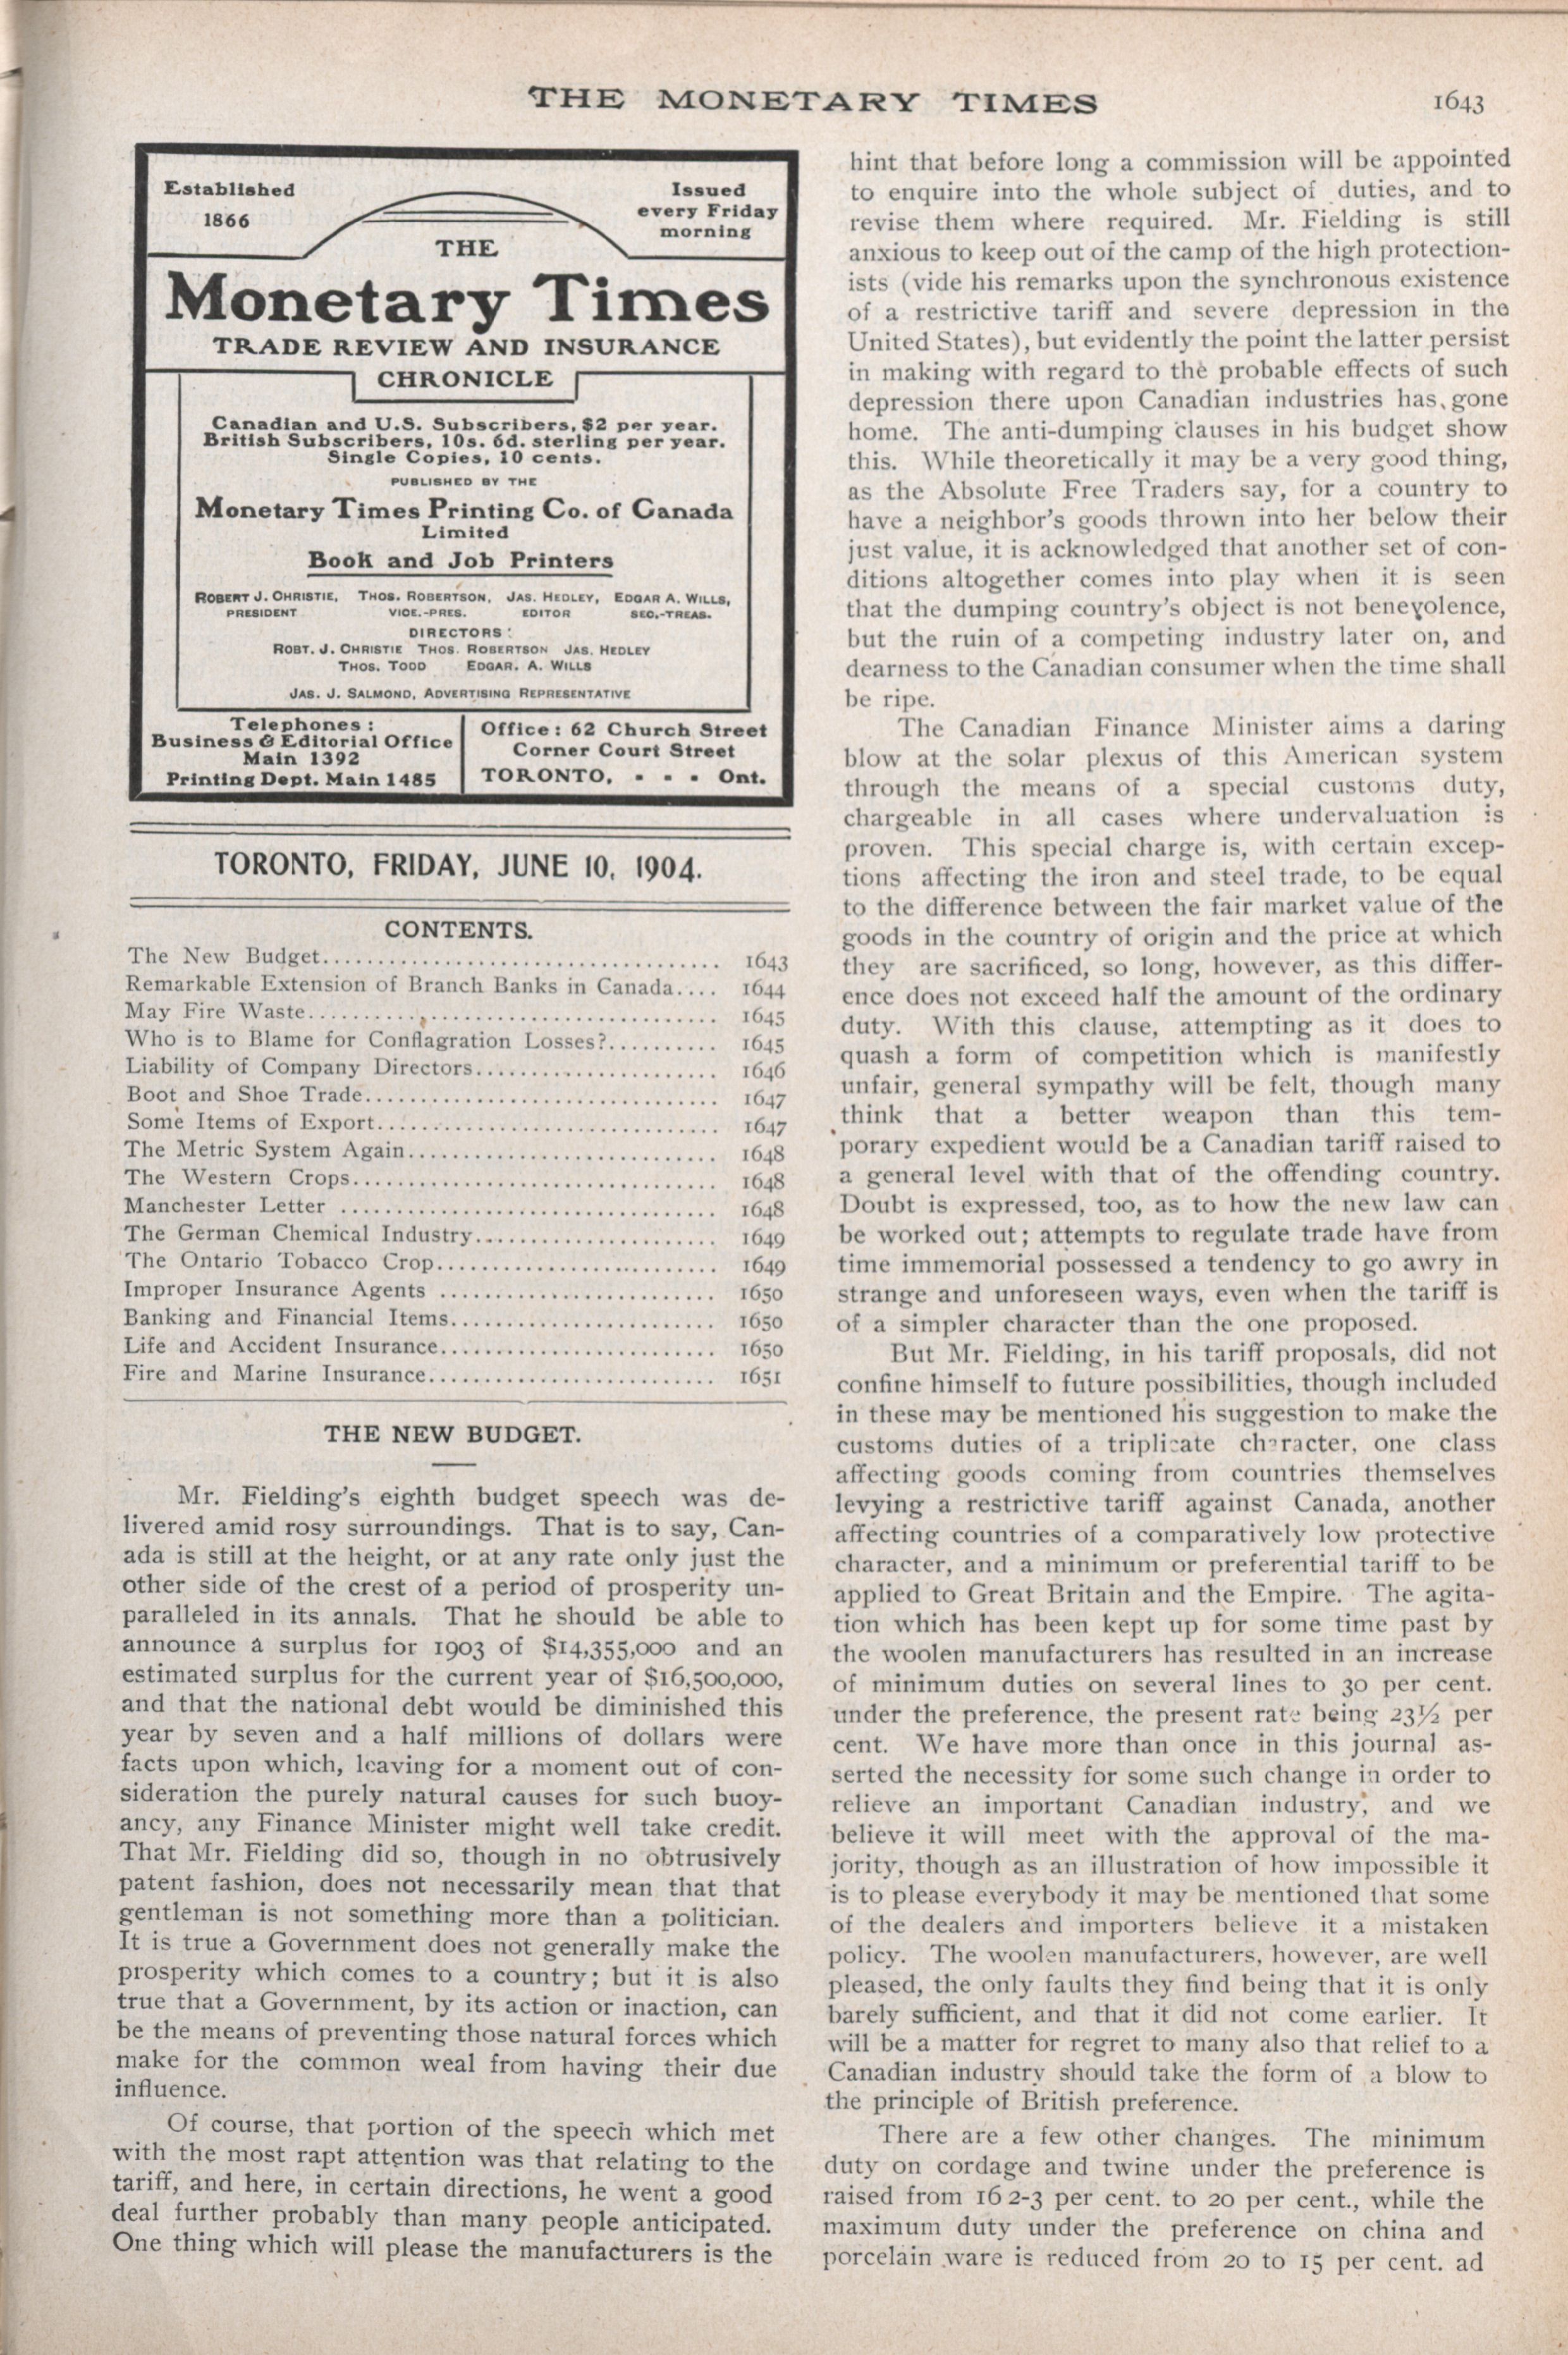 THE MONETARY TIMES
1643
Established
1866
Issued
every Friday
morning
THE
Monetary Times
TRADE REVIEW AND INSURANCE
CHRONICLE
Canadian and U.S. Subscribers, $2 per year.
British Subscribers, 10s. 6d. sterling per year.
Single Copies, 10 cents.
PUBLISHED BY THE
Monetary Times Printing Co. of Canada
Limited
Book and Job Printers
ROBERT J. CHRISTIE, THOS. ROBERTSON, JAS. HEDLEY, EDGAR A. WILLS,
PRESIDENT VICE.-PRES. EDITOR SEC.-TREAS.
DIRECTORS:
ROBT. J. CHRISTIE THOS. ROBERTSON JAS. HEDLEY
THOS. TODD EDGAR. A. WILLS
JAS. J. SALMOND, ADVERTISING REPRESENTATIVE
Telephones:
Business & Editorial Office
Main 1392
Printing Dept. Main 1485
Office: 62 Church Street
Corner Court Street
TORONTO, - - - Ont.
TORONTO, FRIDAY, JUNE 10, 1904.
CONTENTS.
The New Budget.................................... 1643
Remarkable Extension of Branch Banks in Canada.... 1644
May Fire Waste..................................... 1645
Who is to Blame for Conflagration Losses?.......... 1645
Liability of Company Directors...................... 1646
Boot and Shoe Trade................................ 1647
Some Items of Export............................... 1647
The Metric System Again............................ 1648
The Western Crops................................. 1648
Manchester Letter .................................. 1648
The German Chemical Industry...................... 1649
The Ontario Tobacco Crop.......................... 1649
Improper Insurance Agents ......................... 1650
Banking and Financial Items........................ 1650
Life and Accident Insurance......................... 1650
Fire and Marine Insurance.......................... 1651
THE NEW BUDGET.
Mr. Fielding's eighth budget speech was de-
livered amid rosy surroundings. That is to say, Can-
ada is still at the height, or at any rate only just the
other side of the crest of a period of prosperity un-
paralleled in its annals. That he should be able to
announce a surplus for 1903 of $14,355,000 and an
estimated surplus for the current year of $16,500,000,
and that the national debt would be diminished this
year by seven and a half millions of dollars were
facts upon which, leaving for a moment out of con-
sideration the purely natural causes for such buoy-
ancy, any Finance Minister might well take credit.
That Mr. Fielding did so, though in no obtrusively
patent fashion, does not necessarily mean that that
gentleman is not something more than a politician.
It is true a Government does not generally make the
prosperity which comes to a country; but it is also
true that a Government, by its action or inaction, can
be the means of preventing those natural forces which
make for the common weal from having their due
influence.
Of course, that portion of the speech which met
with the most rapt attention was that relating to the
tariff, and here, in certain directions, he went a good
deal further probably than many people anticipated.
One thing which will please the manufacturers is the
hint that before long a commission will be appointed
to enquire into the whole subject of duties, and to
revise them where required. Mr. Fielding is still
anxious to keep out of the camp of the high protection-
ists (vide his remarks upon the synchronous existence
of a restrictive tariff and severe depression in the
United States), but evidently the point the latter persist
in making with regard to the probable effects of such
depression there upon Canadian industries has gone
home. The anti-dumping clauses in his budget show
this. While theoretically it may be a very good thing,
as the Absolute Free Traders say, for a country to
have a neighbor's goods thrown into her below their
just value, it is acknowledged that another set of con-
ditions altogether comes into play when it is seen
that the dumping country's object is not benevolence,
but the ruin of a competing industry later on, and
dearness to the Canadian consumer when the time shall
be ripe.
The Canadian Finance Minister aims a daring
blow at the solar plexus of this American system
through the means of a special customs duty,
chargeable in all cases where undervaluation is
proven. This special charge is, with certain excep-
tions affecting the iron and steel trade, to be equal
to the difference between the fair market value of the
goods in the country of origin and the price at which
they are sacrificed, so long, however, as this differ-
ence does not exceed half the amount of the ordinary
duty. With this clause, attempting as it does to
quash a form of competition which is manifestly
unfair, general sympathy will be felt, though many
think that a better weapon than this tem-
porary expedient would be a Canadian tariff raised to
a general level with that of the offending country.
Doubt is expressed, too, as to how the new law can
be worked out; attempts to regulate trade have from
time immemorial possessed a tendency to go awry in
strange and unforeseen ways, even when the tariff is
of a simpler character than the one proposed.
But Mr. Fielding, in his tariff proposals, did not
confine himself to future possibilities, though included
in these may be mentioned his suggestion to make the
customs duties of a triplicate character, one class
affecting goods coming from countries themselves
levying a restrictive tariff against Canada, another
affecting countries of a comparatively low protective
character, and a minimum or preferential tariff to be
applied to Great Britain and the Empire. The agita-
tion which has been kept up for some time past by
the woolen manufacturers has resulted in an increase
of minimum duties on several lines to 30 per cent.
under the preference, the present rate being 23½ per
cent. We have more than once in this journal as-
serted the necessity for some such change in order to
relieve an important Canadian industry, and we
believe it will meet with the approval of the ma-
jority, though as an illustration of how impossible it
is to please everybody it may be mentioned that some
of the dealers and importers believe it a mistaken
policy. The woolen manufacturers, however, are well
pleased, the only faults they find being that it is only
barely sufficient, and that it did not come earlier. It
will be a matter for regret to many also that relief to a
Canadian industry should take the form of a blow to
the principle of British preference.
There are a few other changes. The minimum
duty on cordage and twine under the preference is
raised from 16 2-3 per cent. to 20 per cent., while the
maximum duty under the preference on china and
porcelain ware is reduced from 20 to 15 per cent. ad